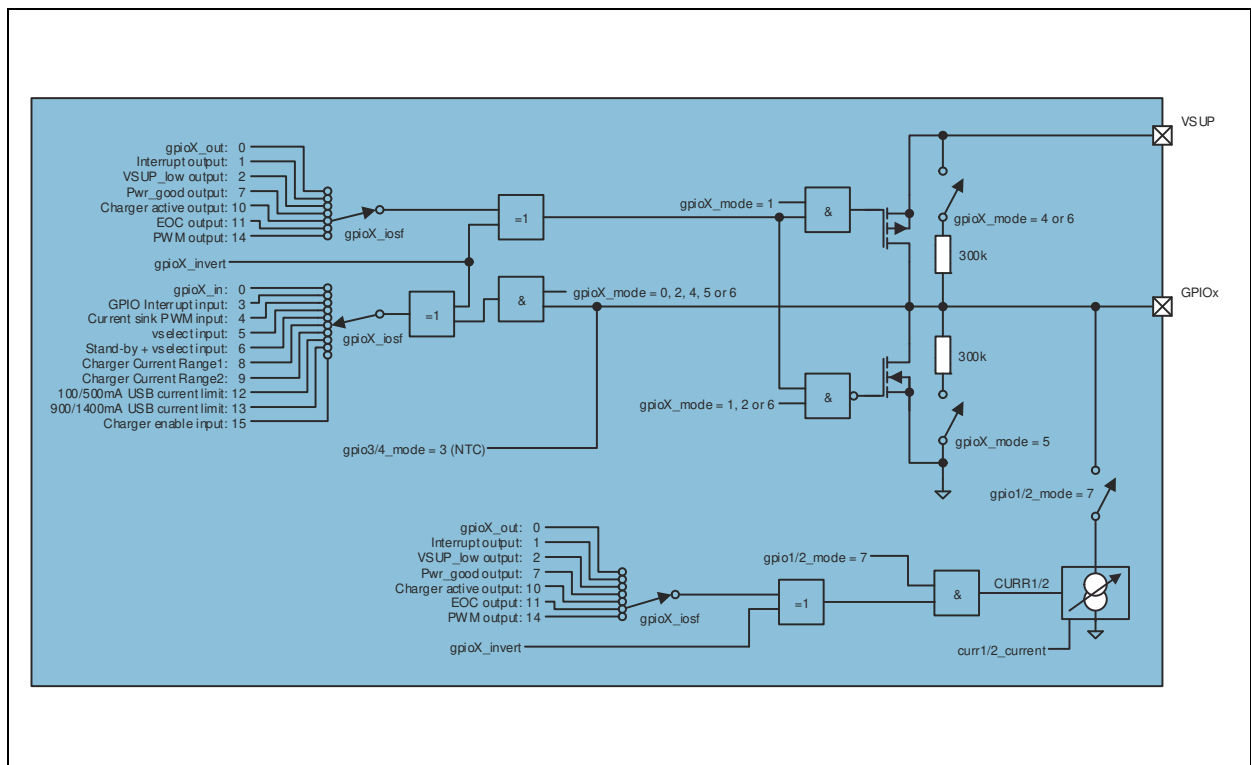 VSUP
gpioX_out: 0
Interrupt output: 1
VSUP_low output: 2
Pwr_good output: 7
Charger active output: 10
EOC output: 11
PWM output: 14
gpioX_iosf
gpioX_invert
=1
gpioX_mode = 1
&
gpioX_mode = 4 or 6
300k
gpioX_in: 0
GPIO Interrupt input: 3
Current sink PWM input: 4
vselect input: 5
Stand-by + vselect input: 6
Charger Current Range1: 8
Charger Current Range2: 9
100/500mA USB current limit: 12
900/1400mA USB current limit: 13
Charger enable input: 15
gpioX_iosf
=1
&
gpioX_mode = 0, 2, 4, 5 or 6
GPIOx
300k
&
gpioX_mode = 1, 2 or 6
gpioX_mode = 5
gpio3/4_mode = 3 (NTC)
gpio1/2_mode = 7
gpioX_out: 0
Interrupt output: 1
VSUP_low output: 2
Pwr_good output: 7
Charger active output: 10
EOC output: 11
PWM output: 14
gpioX_iosf
gpioX_invert
gpio1/2_mode = 7
=1
&
CURR1/2
curr1/2_current